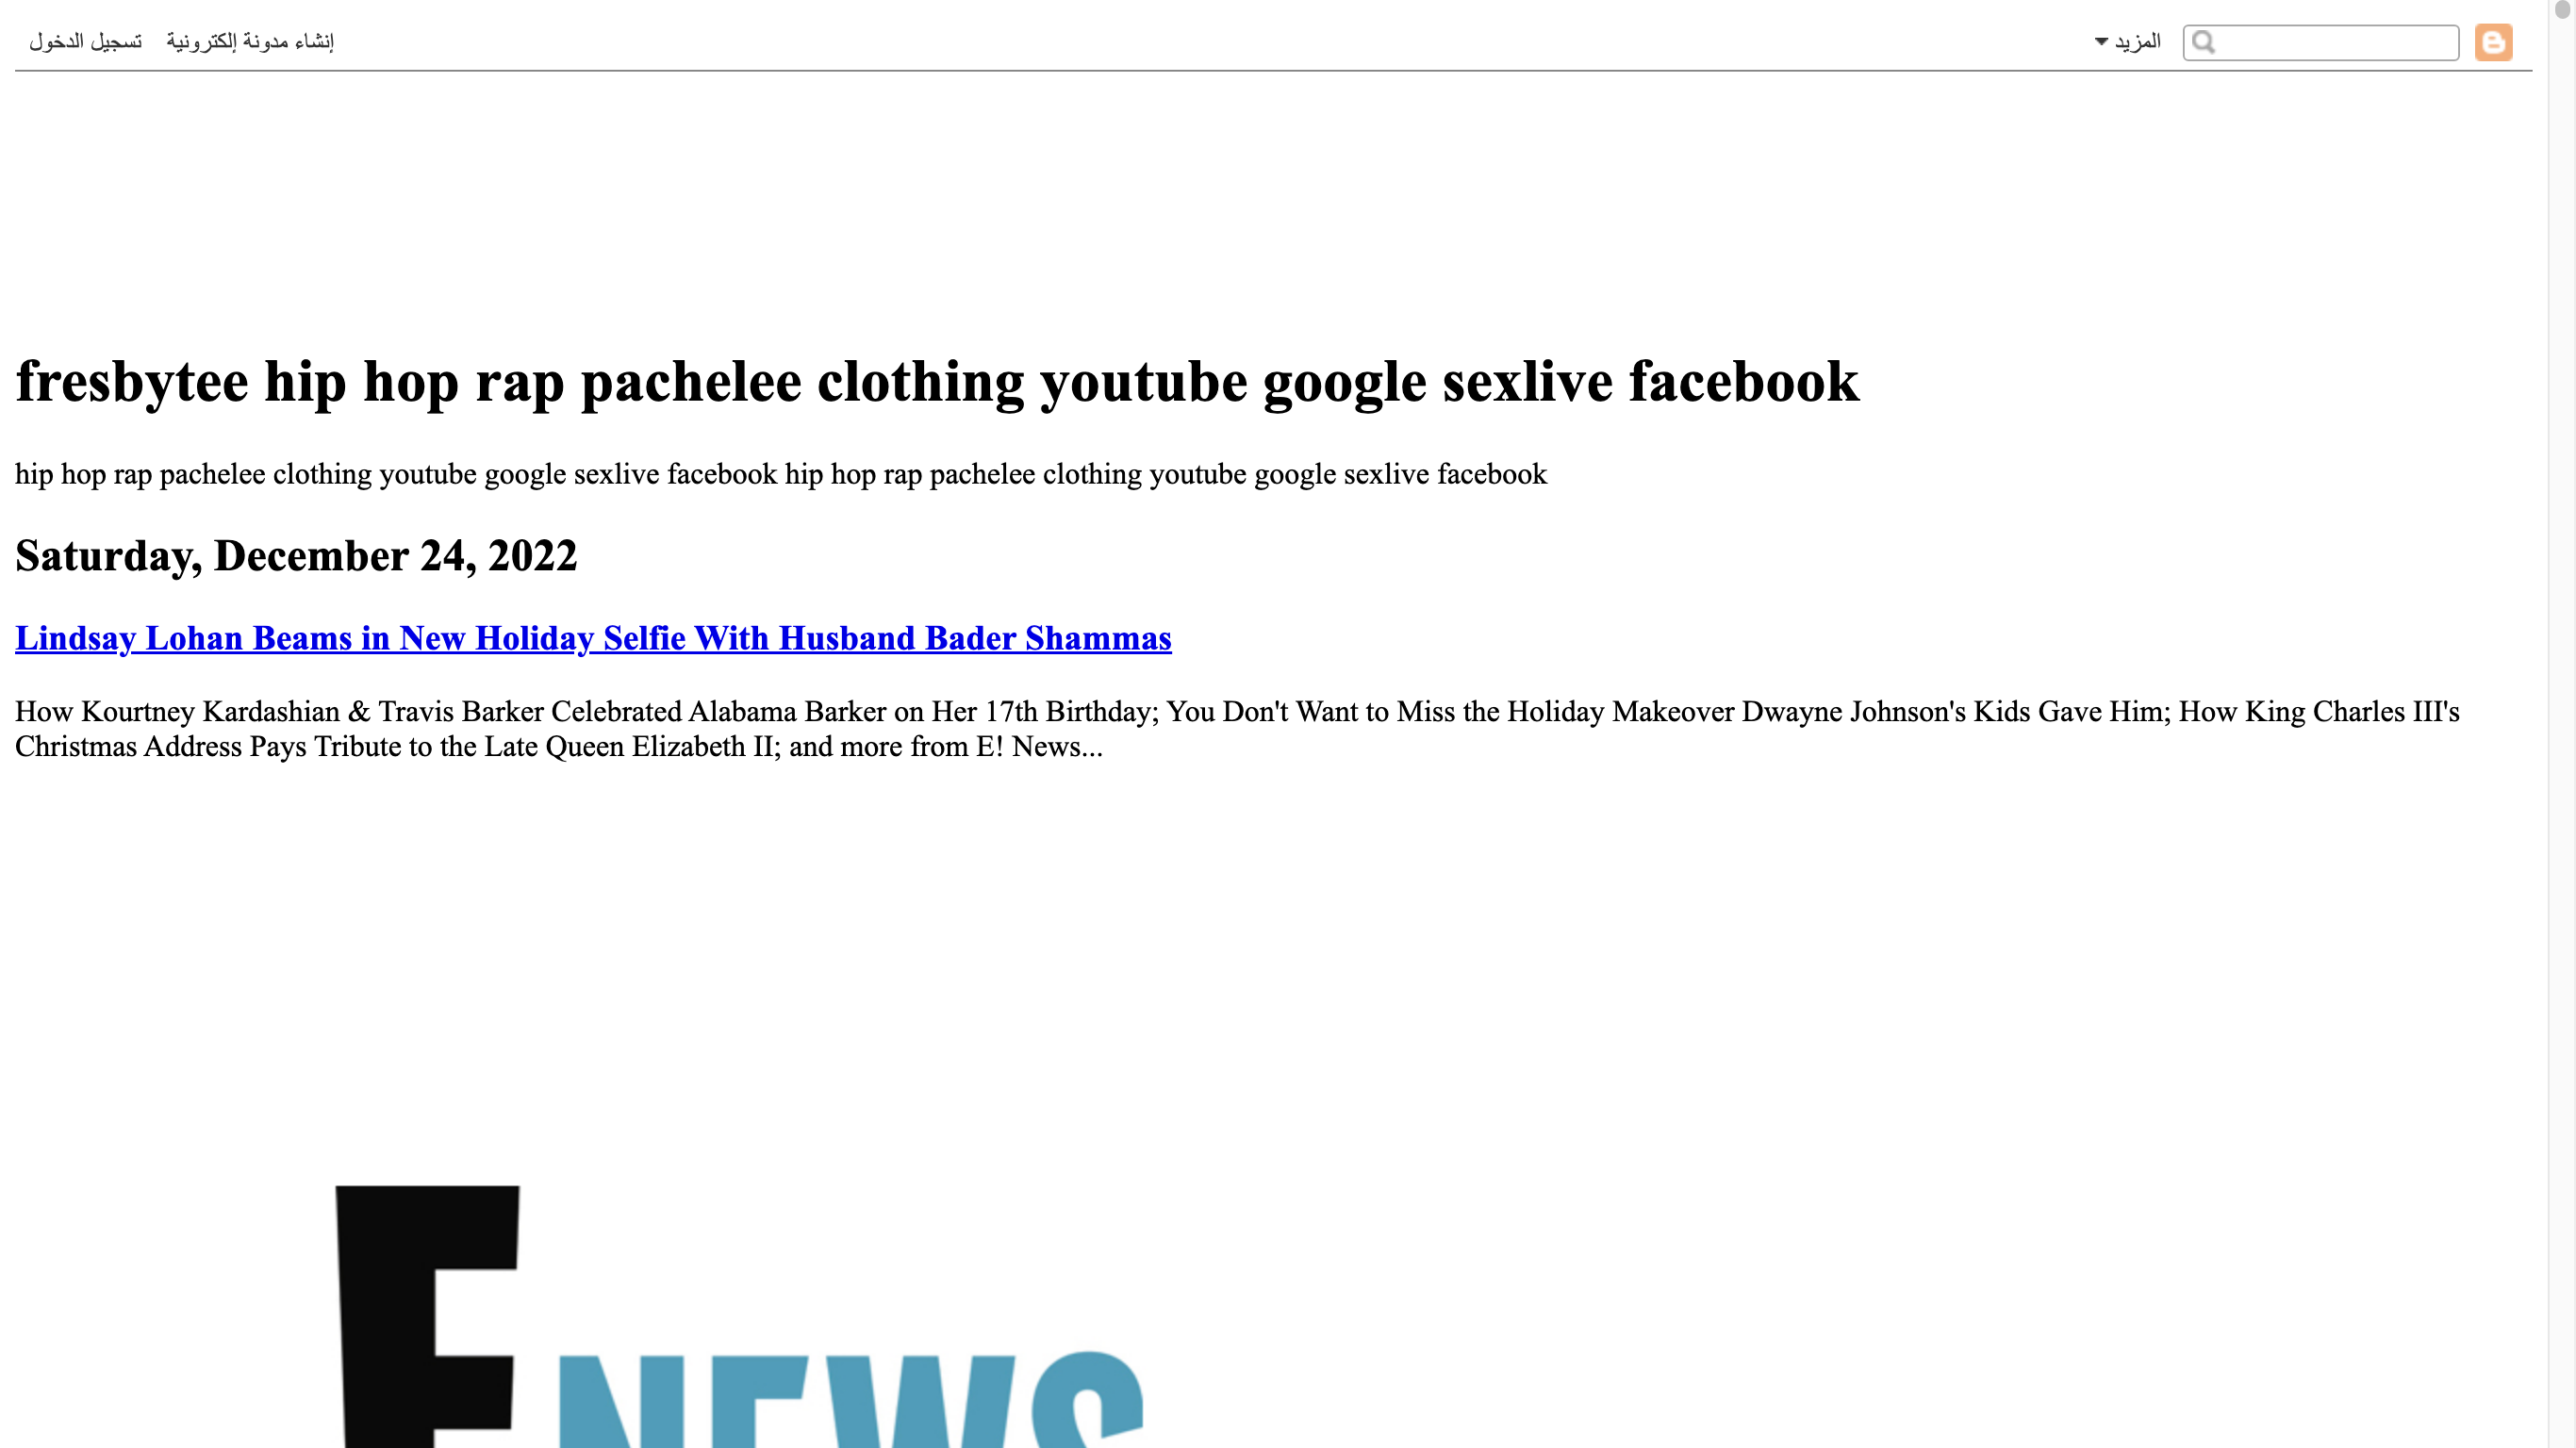 تسجيل الدخول إنشاء مدونة إلكترونية المزيد
fresbytee hip hop rap pachelee clothing youtube google sexlive facebook
hip hop rap pachelee clothing youtube google sexlive facebook hip hop rap pachelee clothing youtube google sexlive facebook
Saturday, December 24, 2022
Lindsay Lohan Beams in New Holiday Selfie With Husband Bader Shammas
How Kourtney Kardashian & Travis Barker Celebrated Alabama Barker on Her 17th Birthday; You Don't Want to Miss the Holiday Makeover Dwayne Johnson's Kids Gave Him; How King Charles III's
Christmas Address Pays Tribute to the Late Queen Elizabeth II; and more from E! News...
E NEWS